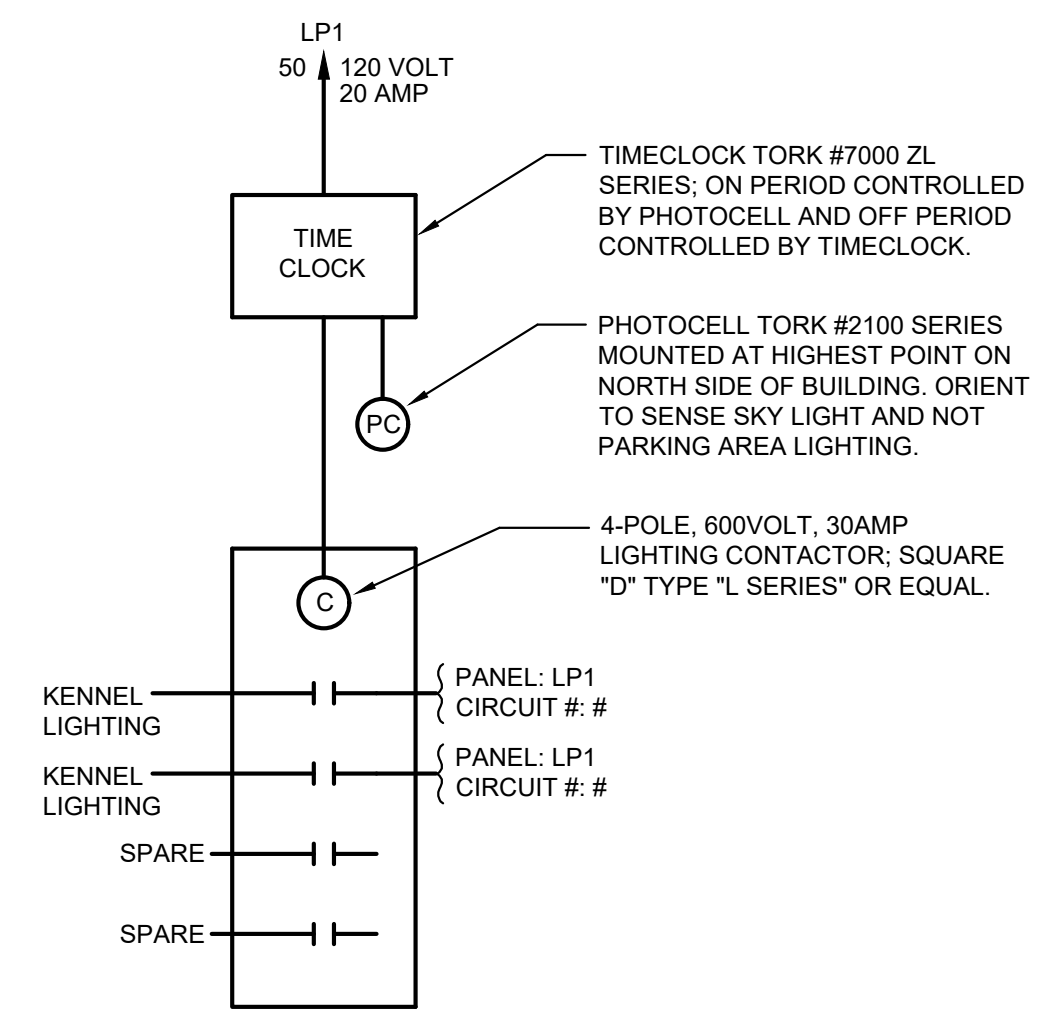 LP1
50 120 VOLT
20 AMP
TIMECLOCK TORK #7000 ZL
SERIES; ON PERIOD CONTROLLED
BY PHOTOCELL AND OFF PERIOD
CONTROLLED BY TIMECLOCK.
TIME
CLOCK
PHOTOCELL TORK #2100 SERIES
MOUNTED AT HIGHEST POINT ON
NORTH SIDE OF BUILDING. ORIENT
TO SENSE SKY LIGHT AND NOT
PARKING AREA LIGHTING.
PC
4-POLE, 600VOLT, 30AMP
LIGHTING CONTACTOR; SQUARE
"D" TYPE "L SERIES" OR EQUAL.
C
KENNEL
LIGHTING
PANEL: LP1
CIRCUIT #: #
KENNEL
LIGHTING
PANEL: LP1
CIRCUIT #: #
SPARE
SPARE